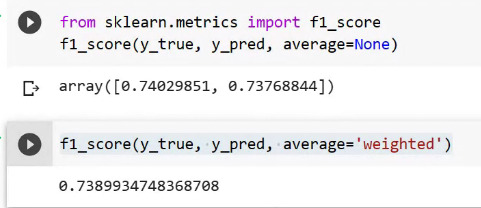 from sklearn.metrics import f1_score
f1_score(y_true, y_pred, average=None)
array([0.74029851, 0.73768844])
f1_score(y_true, y_pred, average='weighted')
0.7389934748368708